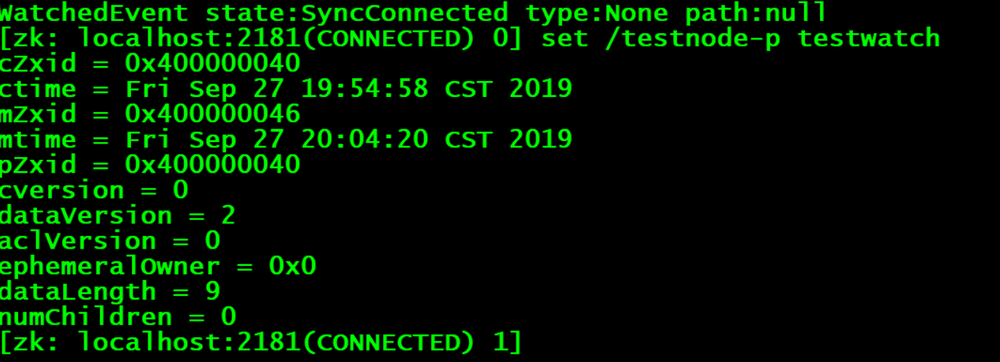 WatchedEvent state:SyncConnected type:None path:null
[zk: localhost:2181(CONNECTED) 0] set /testnode-p testwatch
cZxid = 0x400000040
ctime = Fri Sep 27 19:54:58 CST 2019
mZxid = 0x400000046
mtime = Fri Sep 27 20:04:20 CST 2019
pZxid = 0x400000040
cversion = 0
dataVersion = 2
aclVersion = 0
ephemeralOwner = 0x0
dataLength = 9
numChildren = 0
[zk: localhost:2181(CONNECTED) 1]